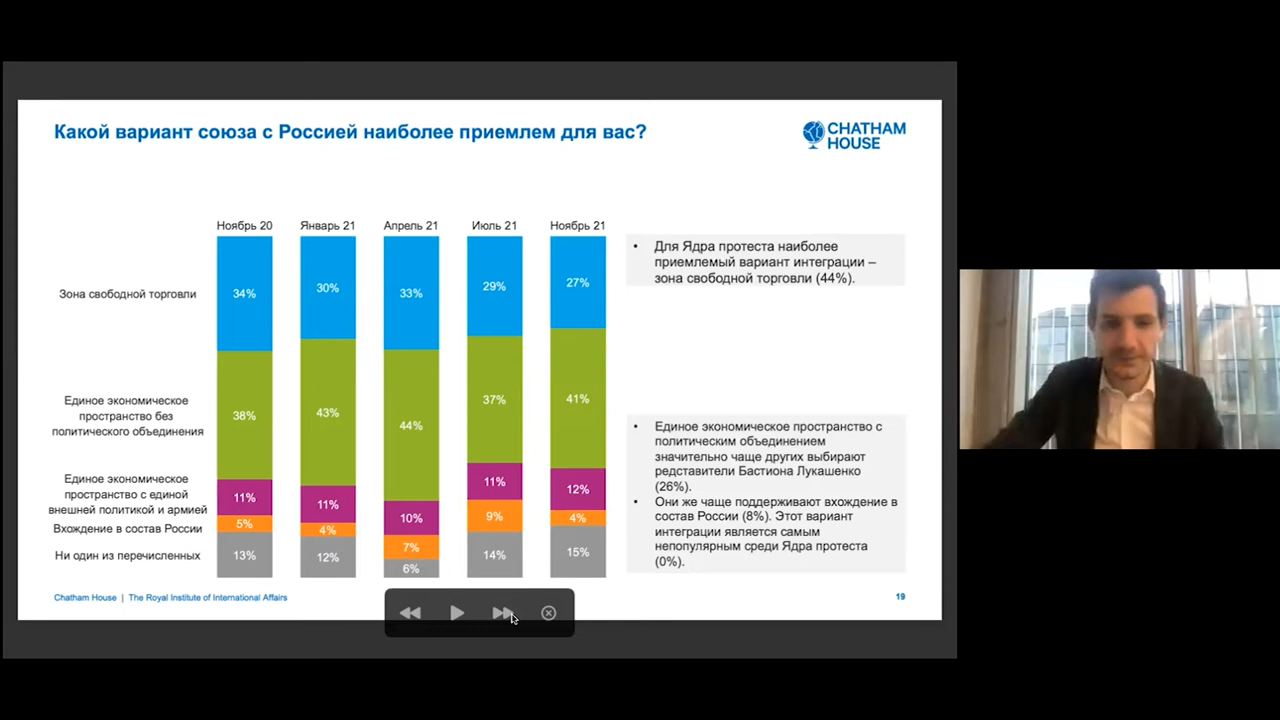 Какой вариант союза с Россией наиболее приемлем для вас?
CHATHAM
HOUSE
Ноябрь 20
Январь 21
Апрель 21
Июль 21
Ноябрь 21
Зона свободной торговли
34%
30%
33%
29%
27%
Единое экономическое
пространство без
политического объединения
38%
43%
44%
37%
41%
Единое экономическое
пространство с единой
внешней политикой и армией
11%
11%
10%
11%
12%
Вхождение в состав России
5%
4%
7%
9%
4%
Ни один из перечисленных
13%
12%
6%
14%
15%
• Для Ядра протеста наиболее
приемлемый вариант интеграции –
зона свободной торговли (44%).
• Единое экономическое пространство с
политическим объединением
значительно чаще других выбирают
редставители Бастиона Лукашенко
(26%).
• Они же чаще поддерживают вхождение в
состав России (8%). Этот вариант
интеграции является самым
непопулярным среди Ядра протеста
(0%).
Chatham House | The Royal Institute of International Affairs
19